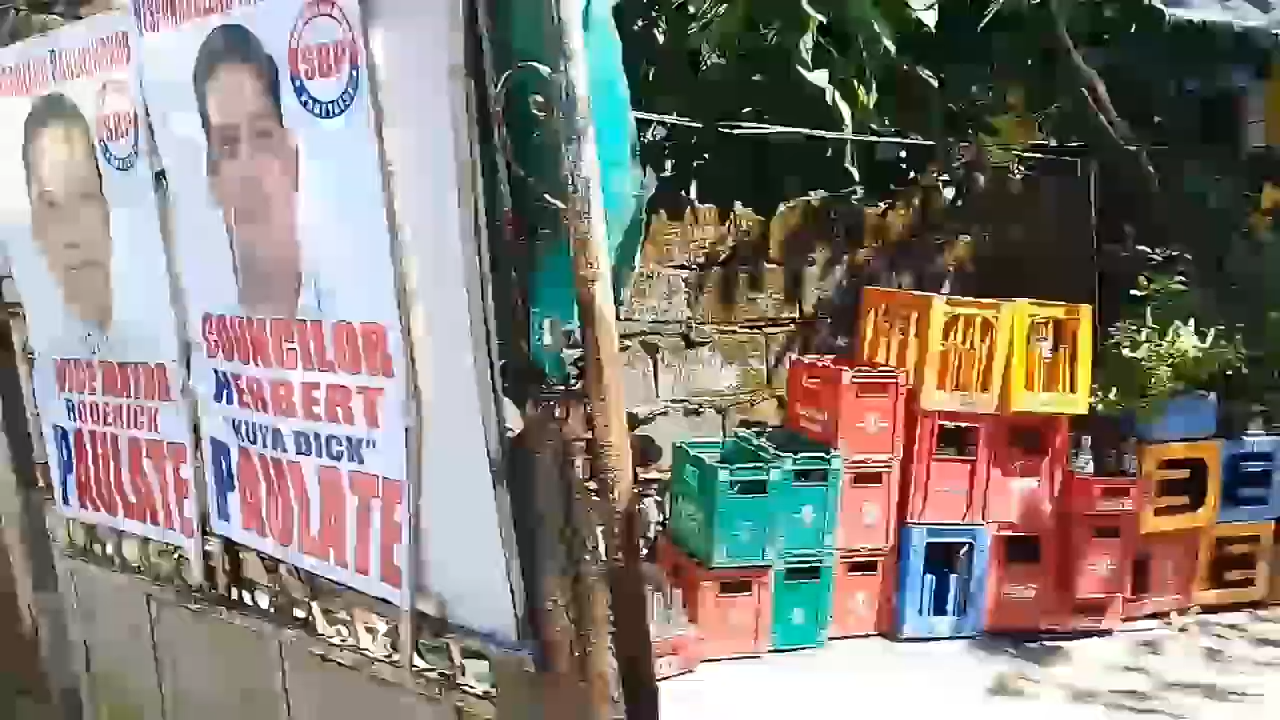 SBP
VICE MAYOR
RODERICK
PAULATE
SBP
COUNCILOR
HERBERT
"KUYA DICK"
PAULATE